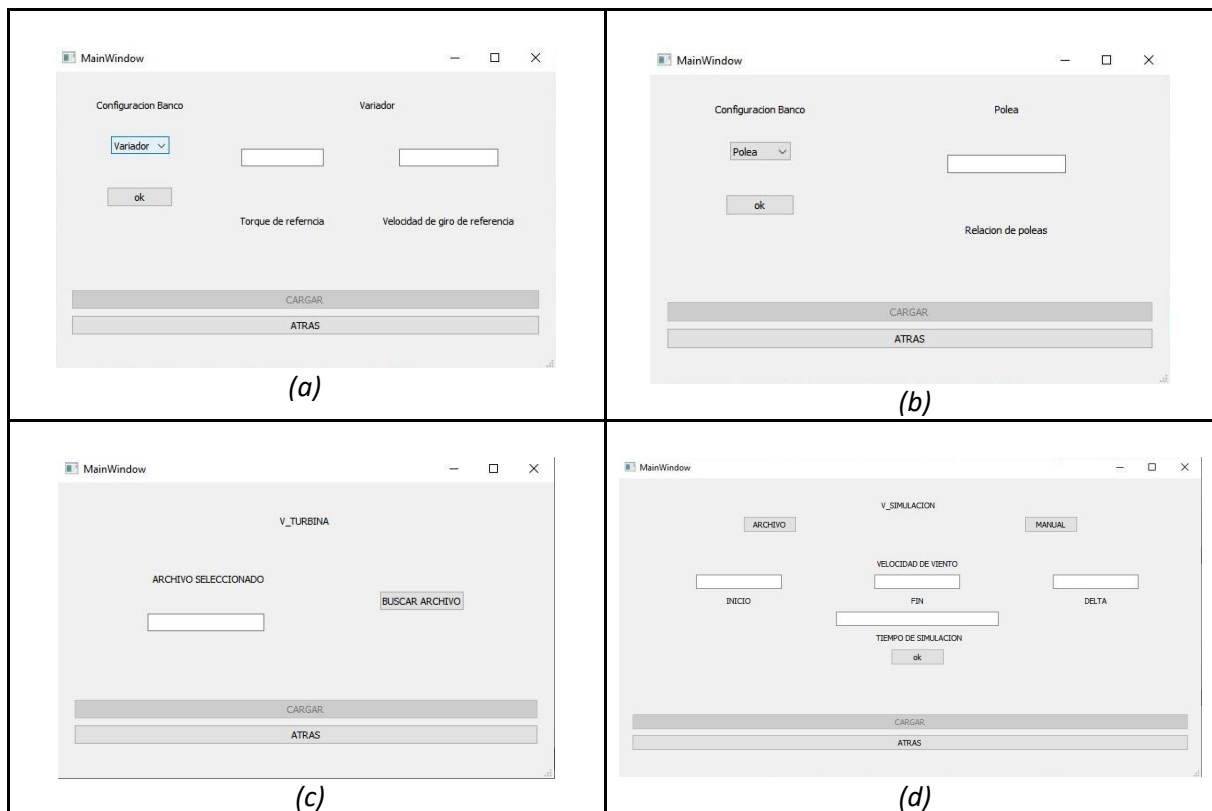 MainWindow
Configuracion Banco
Variador
Variador
ok
Torque de referncia
Velocidad de giro de referencia
CARGAR
ATRAS
(a)
MainWindow
Configuracion Banco
Polea
Polea
ok
Relacion de poleas
CARGAR
ATRAS
(b)
MainWindow
V_TURBINA
ARCHIVO SELECCIONADO
BUSCAR ARCHIVO
CARGAR
ATRAS
(c)
MainWindow
V_SIMULACION
ARCHIVO
MANUAL
VELOCIDAD DE VIENTO
INICIO
FIN
DELTA
TIEMPO DE SIMULACION
ok
CARGAR
ATRAS
(d)